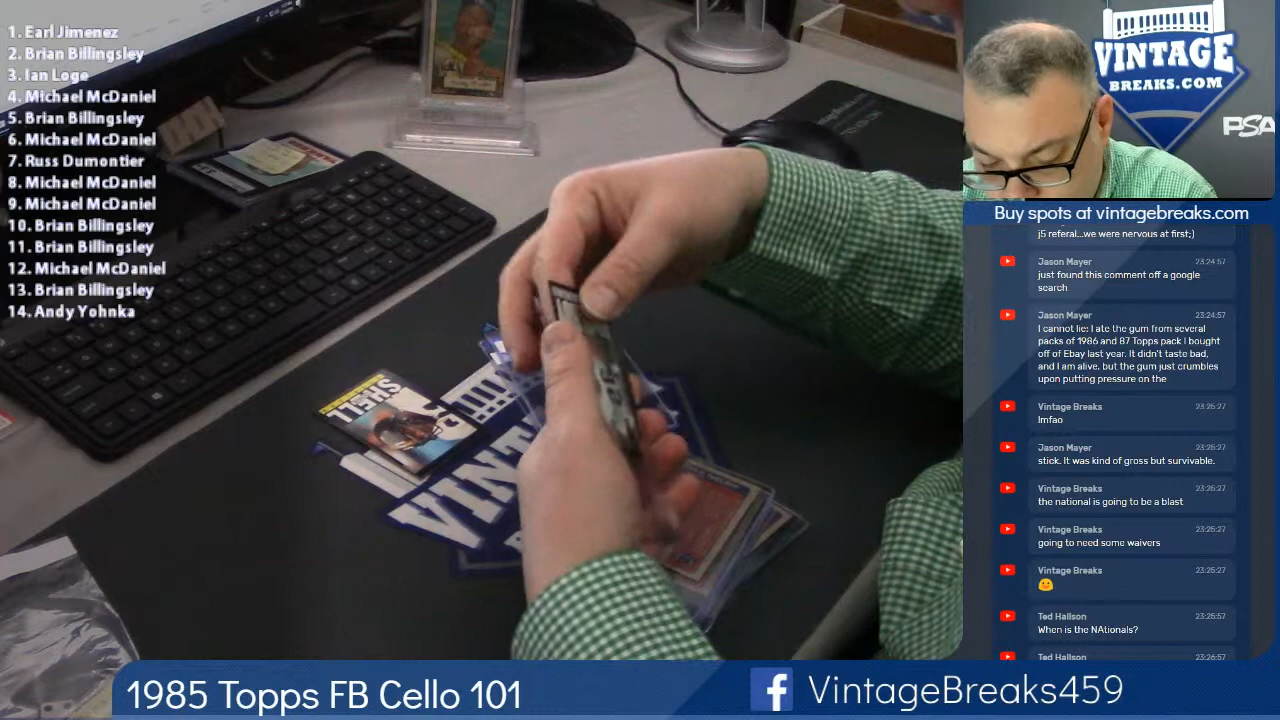 1. Earl Jimenez
2. Brian Billingsley
3. Ian Loge
4. Michael McDaniel
5. Brian Billingsley
6. Michael McDaniel
7. Russ Dumontier
8. Michael McDaniel
9. Michael McDaniel
10. Brian Billingsley
11. Brian Billingsley
12. Michael McDaniel
13. Brian Billingsley
14. Andy Yohnka
VINTAGE
BREAKS.COM
PSA
Buy spots at vintagebreaks.com
j5 referal...we were nervous at first;)
Jason Mayer 23:24:57
just found this comment off a google
search
Jason Mayer 23:24:57
I cannot lie: I ate the gum from several
packs of 1986 and 87 Topps pack I bought
off of Ebay last year. It didn't taste bad,
and I am alive, but the gum just crumbles
upon putting pressure on the
Vintage Breaks 23:25:27
lmfao
Jason Mayer 23:25:27
stick. It was kind of gross but survivable.
Vintage Breaks 23:25:27
the national is going to be a blast
Vintage Breaks 23:25:27
going to need some waivers
Vintage Breaks 23:25:27
Ted Hallson 23:25:57
When is the NAtionals?
Ted Hallson 23:26:57
SHELL
VINTA
1985 Topps FB Cello 101
VintageBreaks459